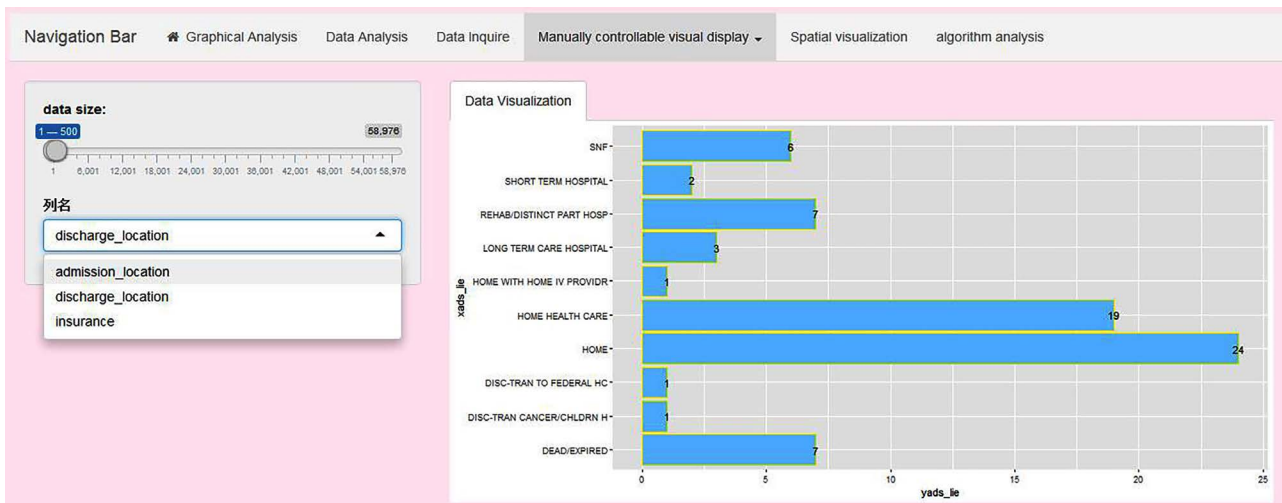 Navigation Bar Graphical Analysis Data Analysis Data Inquire Manually controllable visual display Spatial visualization algorithm analysis
data size:
1 — 500 58,976
1 6,001 12,001 18,001 24,001 30,001 36,001 42,001 48,001 54,001 58,976
列名
discharge_location
admission_location
discharge_location
insurance
Data Visualization
xads_lie
SNF 6
SHORT TERM HOSPITAL 2
REHAB/DISTINCT PART HOSP 7
LONG TERM CARE HOSPITAL 3
HOME WITH HOME IV PROVIDR 1
HOME HEALTH CARE 19
HOME 24
DISC-TRAN TO FEDERAL HC 1
DISC-TRAN CANCER/CHLDRN H 1
DEAD/EXPIRED 7
0 5 10 15 20 25
yads_lie